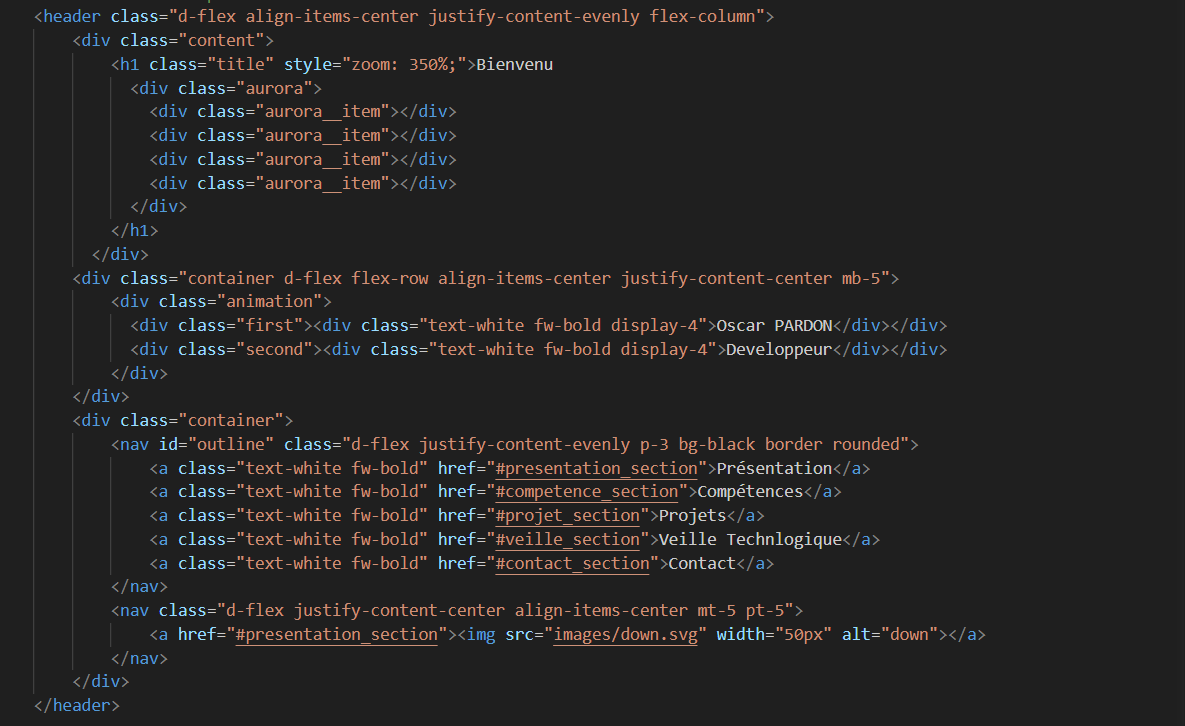 <header class="d-flex align-items-center justify-content-evenly flex-column">
<div class="content">
<h1 class="title" style="zoom: 350%;">Bienvenu
<div class="aurora">
<div class="aurora__item"></div>
<div class="aurora__item"></div>
<div class="aurora__item"></div>
<div class="aurora__item"></div>
</div>
</h1>
</div>
<div class="container d-flex flex-row align-items-center justify-content-center mb-5">
<div class="animation">
<div class="first"><div class="text-white fw-bold display-4">Oscar PARDON</div></div>
<div class="second"><div class="text-white fw-bold display-4">Developpeur</div></div>
</div>
</div>
<div class="container">
<nav id="outline" class="d-flex justify-content-evenly p-3 bg-black border rounded">
<a class="text-white fw-bold" href="#presentation_section">Présentation</a>
<a class="text-white fw-bold" href="#competence_section">Compétences</a>
<a class="text-white fw-bold" href="#projet_section">Projets</a>
<a class="text-white fw-bold" href="#veille_section">Veille Technlogique</a>
<a class="text-white fw-bold" href="#contact_section">Contact</a>
</nav>
<nav class="d-flex justify-content-center align-items-center mt-5 pt-5">
<a href="#presentation_section"><img src="images/down.svg" width="50px" alt="down"></a>
</nav>
</div>
</header>